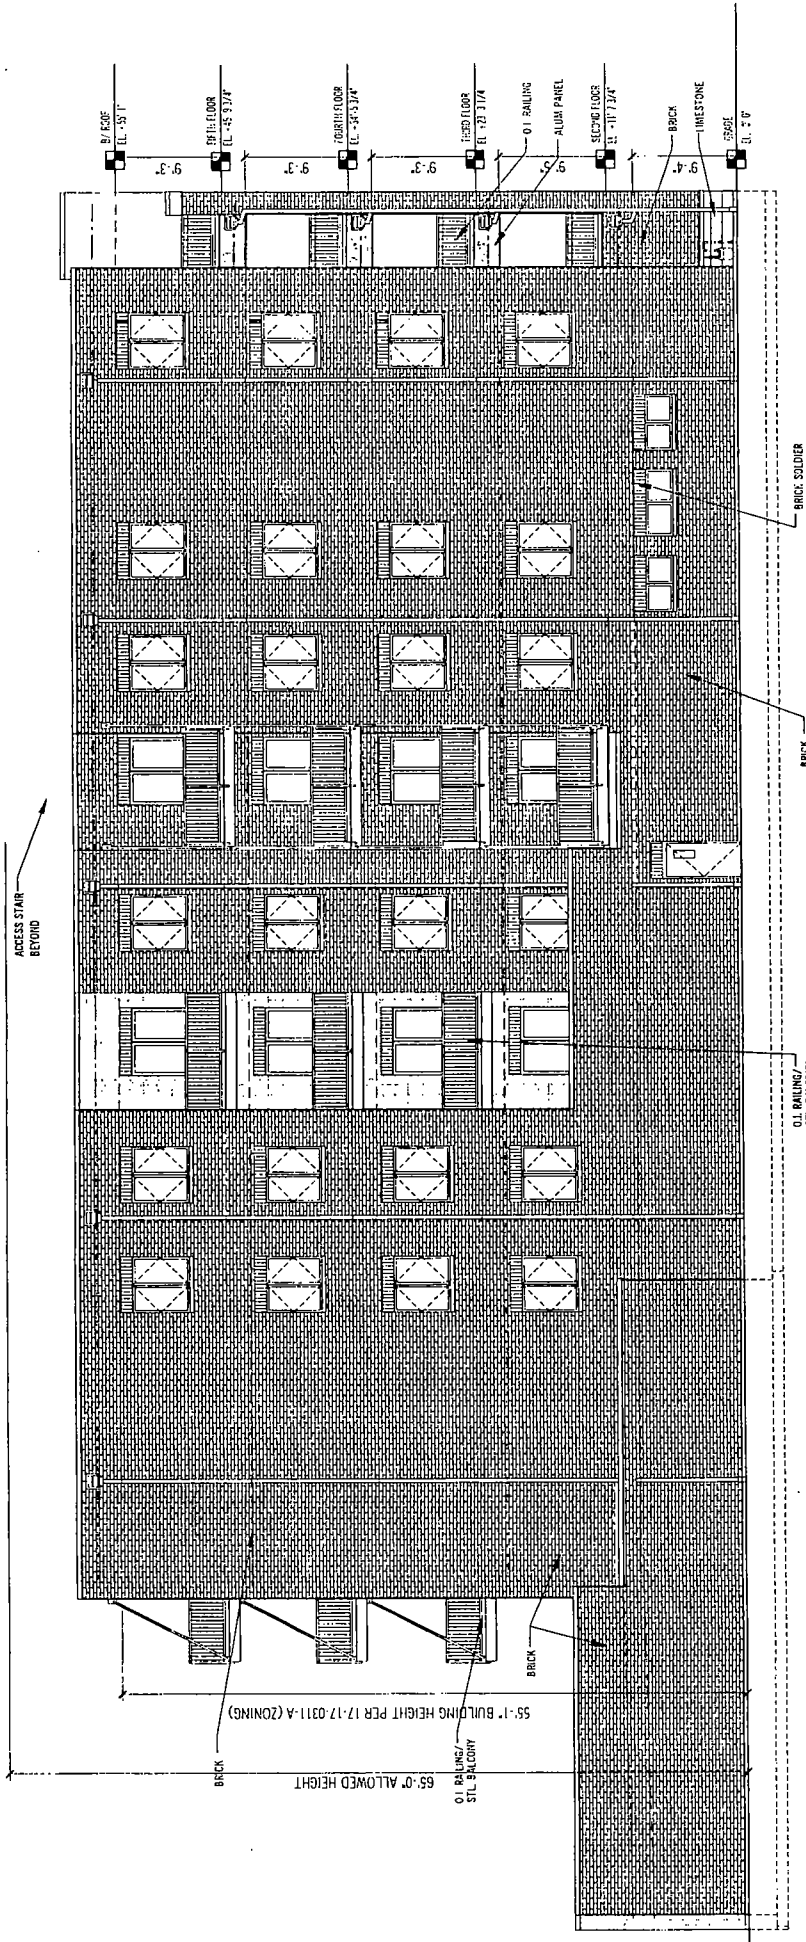 B/ ROOF
EL. +55'1"
FIFTH FLOOR
EL. +45'9 3/4"
FOURTH FLOOR
EL. +34'-5 3/4"
THIRD FLOOR
EL. +23'3 1/4
SECOND FLOOR
EL. +11'7 3/4"
GRADE
EL. 0'0"
9'-3"
9'-3"
9'-3"
9'-4"
O.I. RAILING
ALUM PANEL
BRICK
LIMESTONE
BRICK SOLDIER
BRICK
ACCESS STAIR
BEYOND
O.I. RAILING/
BRICK
BRICK
O.I. RAILING/
STL. BALCONY
55'-1" BUILDING HEIGHT PER 17-17-0311-A (ZONING)
65'-0" ALLOWED HEIGHT